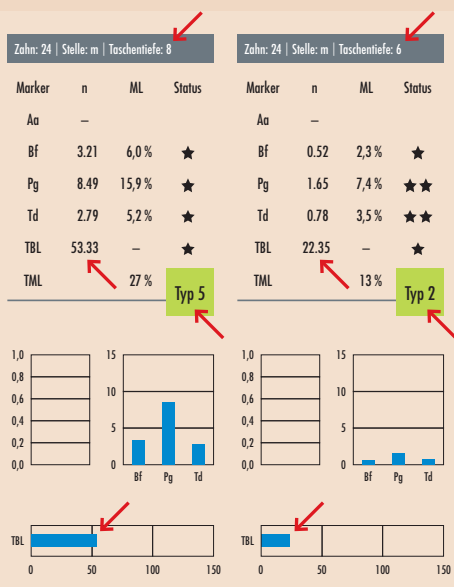 Zahn: 24 | Stelle: m | Taschentiefe: 8
Marker n ML Status
Aa –
Bf 3.21 6,0 % ★
Pg 8.49 15,9 % ★
Td 2.79 5,2 % ★
TBL 53.33 – ★
TML 27 % Typ 5
1,0
0,8
0,6
0,4
0,2
0,0
15
10
5
0
Bf Pg Td
TBL
0 50 100 150
Zahn: 24 | Stelle: m | Taschentiefe: 6
Marker n ML Status
Aa –
Bf 0.52 2,3 % ★
Pg 1.65 7,4 % ★★
Td 0.78 3,5 % ★★
TBL 22.35 – ★
TML 13 % Typ 2
1,0
0,8
0,6
0,4
0,2
0,0
15
10
5
0
Bf Pg Td
TBL
0 50 100 150